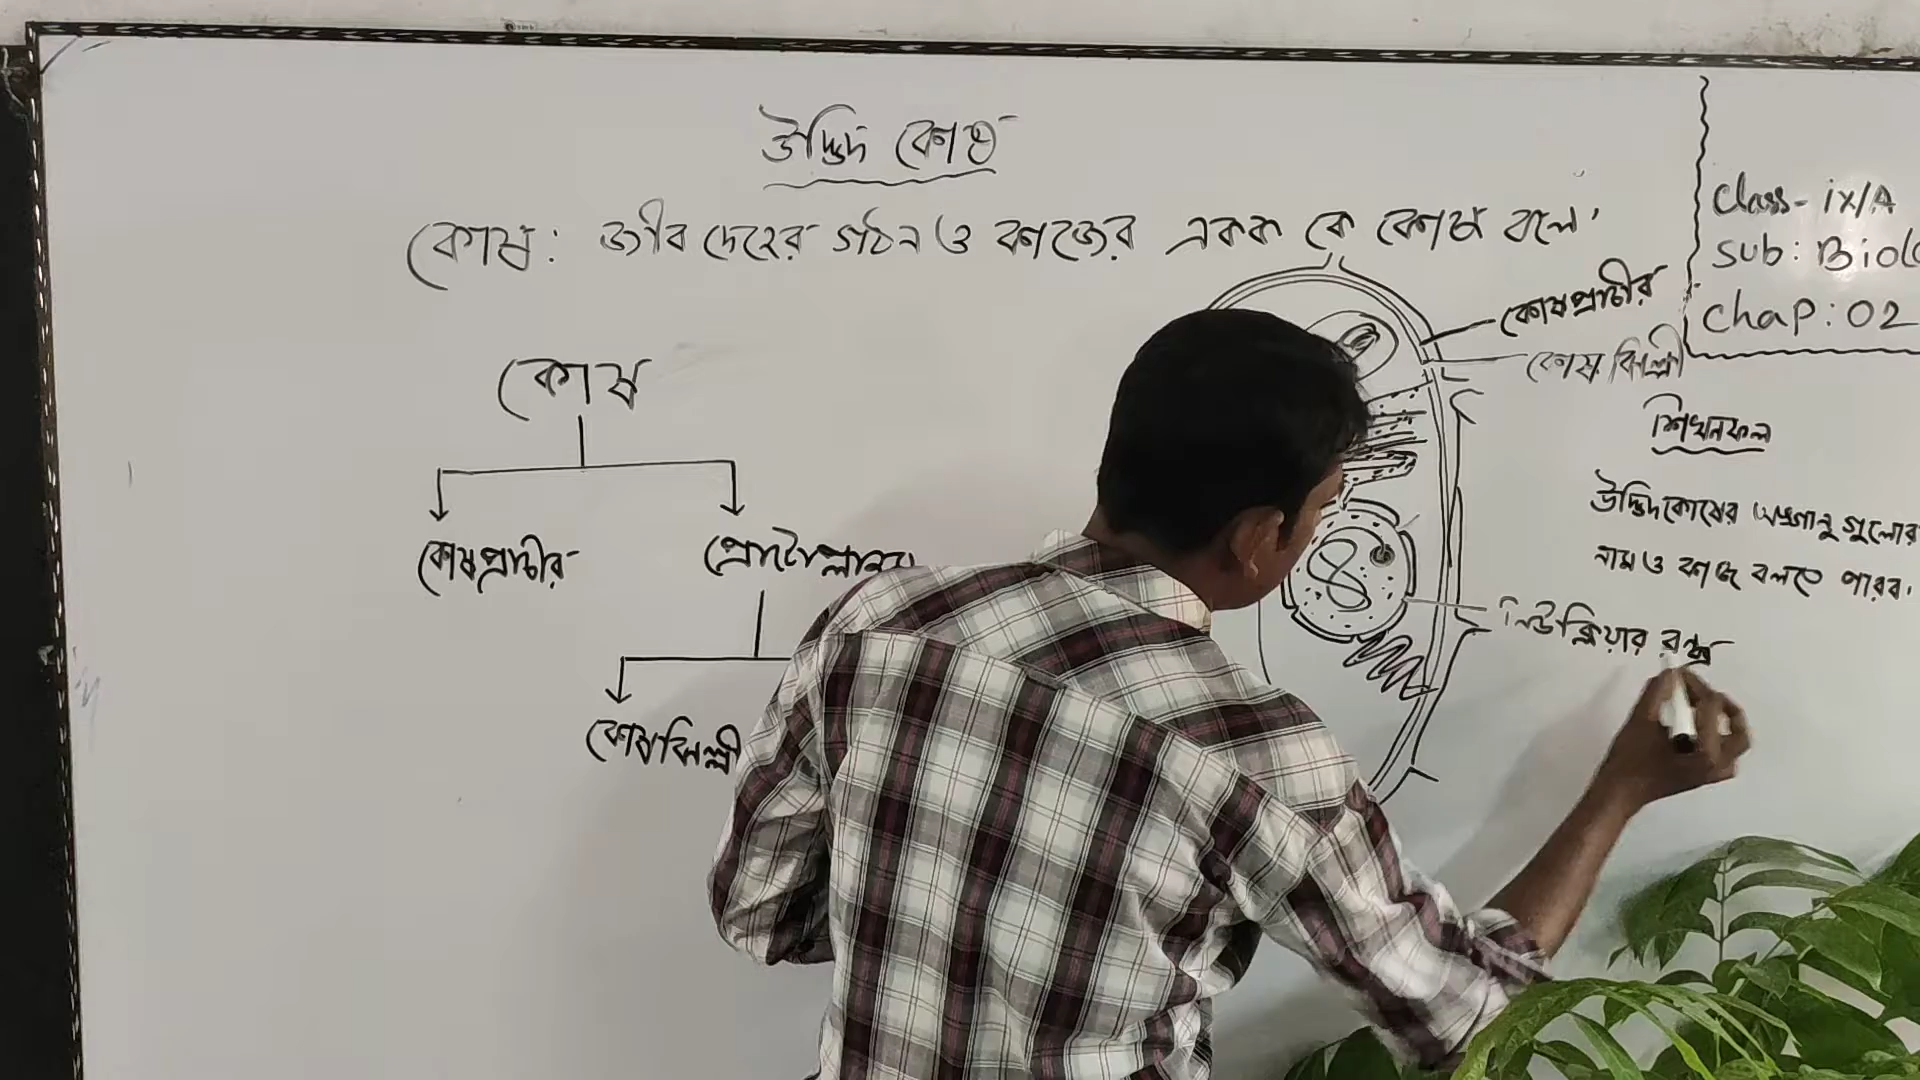 উদ্ভিদ কোষ
কোষ: জীব দেহের গঠন ও কাজের একক কে কোষ বলে।
Class- ix/A
Sub: Biolo
Chap: 02
কোষপ্রাচীর
কোষ ঝিল্লী
শিখনফল
উদ্ভিদকোষের অঙ্গানু গুলোর
নাম ও কাজ বলতে পারব।
নিউক্লিয়ার রন্ধ্র
কোষ
কোষপ্রাচীর
প্রোটোপ্লাজম
কোষঝিল্লী